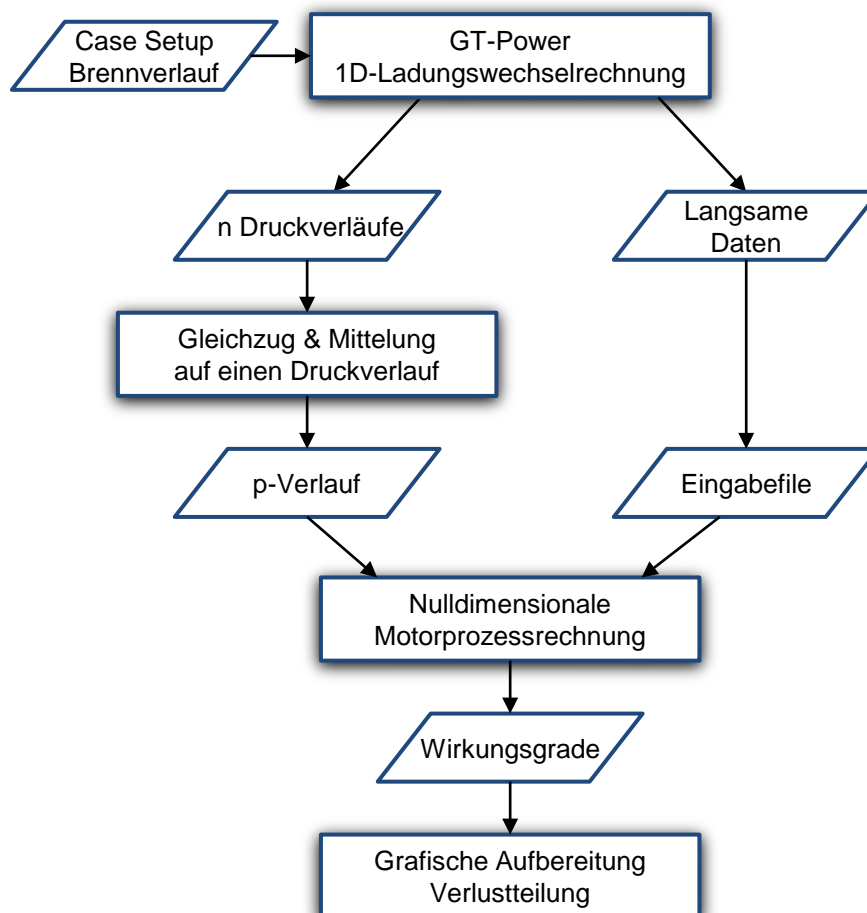 Case Setup
Brennverlauf
GT-Power
1D-Ladungswechselrechnung
n Druckverläufe
Langsame
Daten
Gleichzug & Mittelung
auf einen Druckverlauf
p-Verlauf
Eingabefile
Nulldimensionale
Motorprozessrechnung
Wirkungsgrade
Grafische Aufbereitung
Verlustteilung